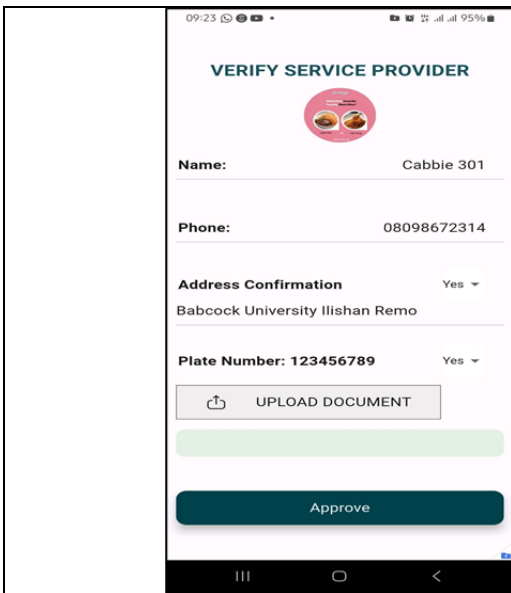 09:23
95%
VERIFY SERVICE PROVIDER
Name: Cabbie 301
Phone: 08098672314
Address Confirmation Yes
Babcock University Ilishan Remo
Plate Number: 123456789 Yes
UPLOAD DOCUMENT
Approve